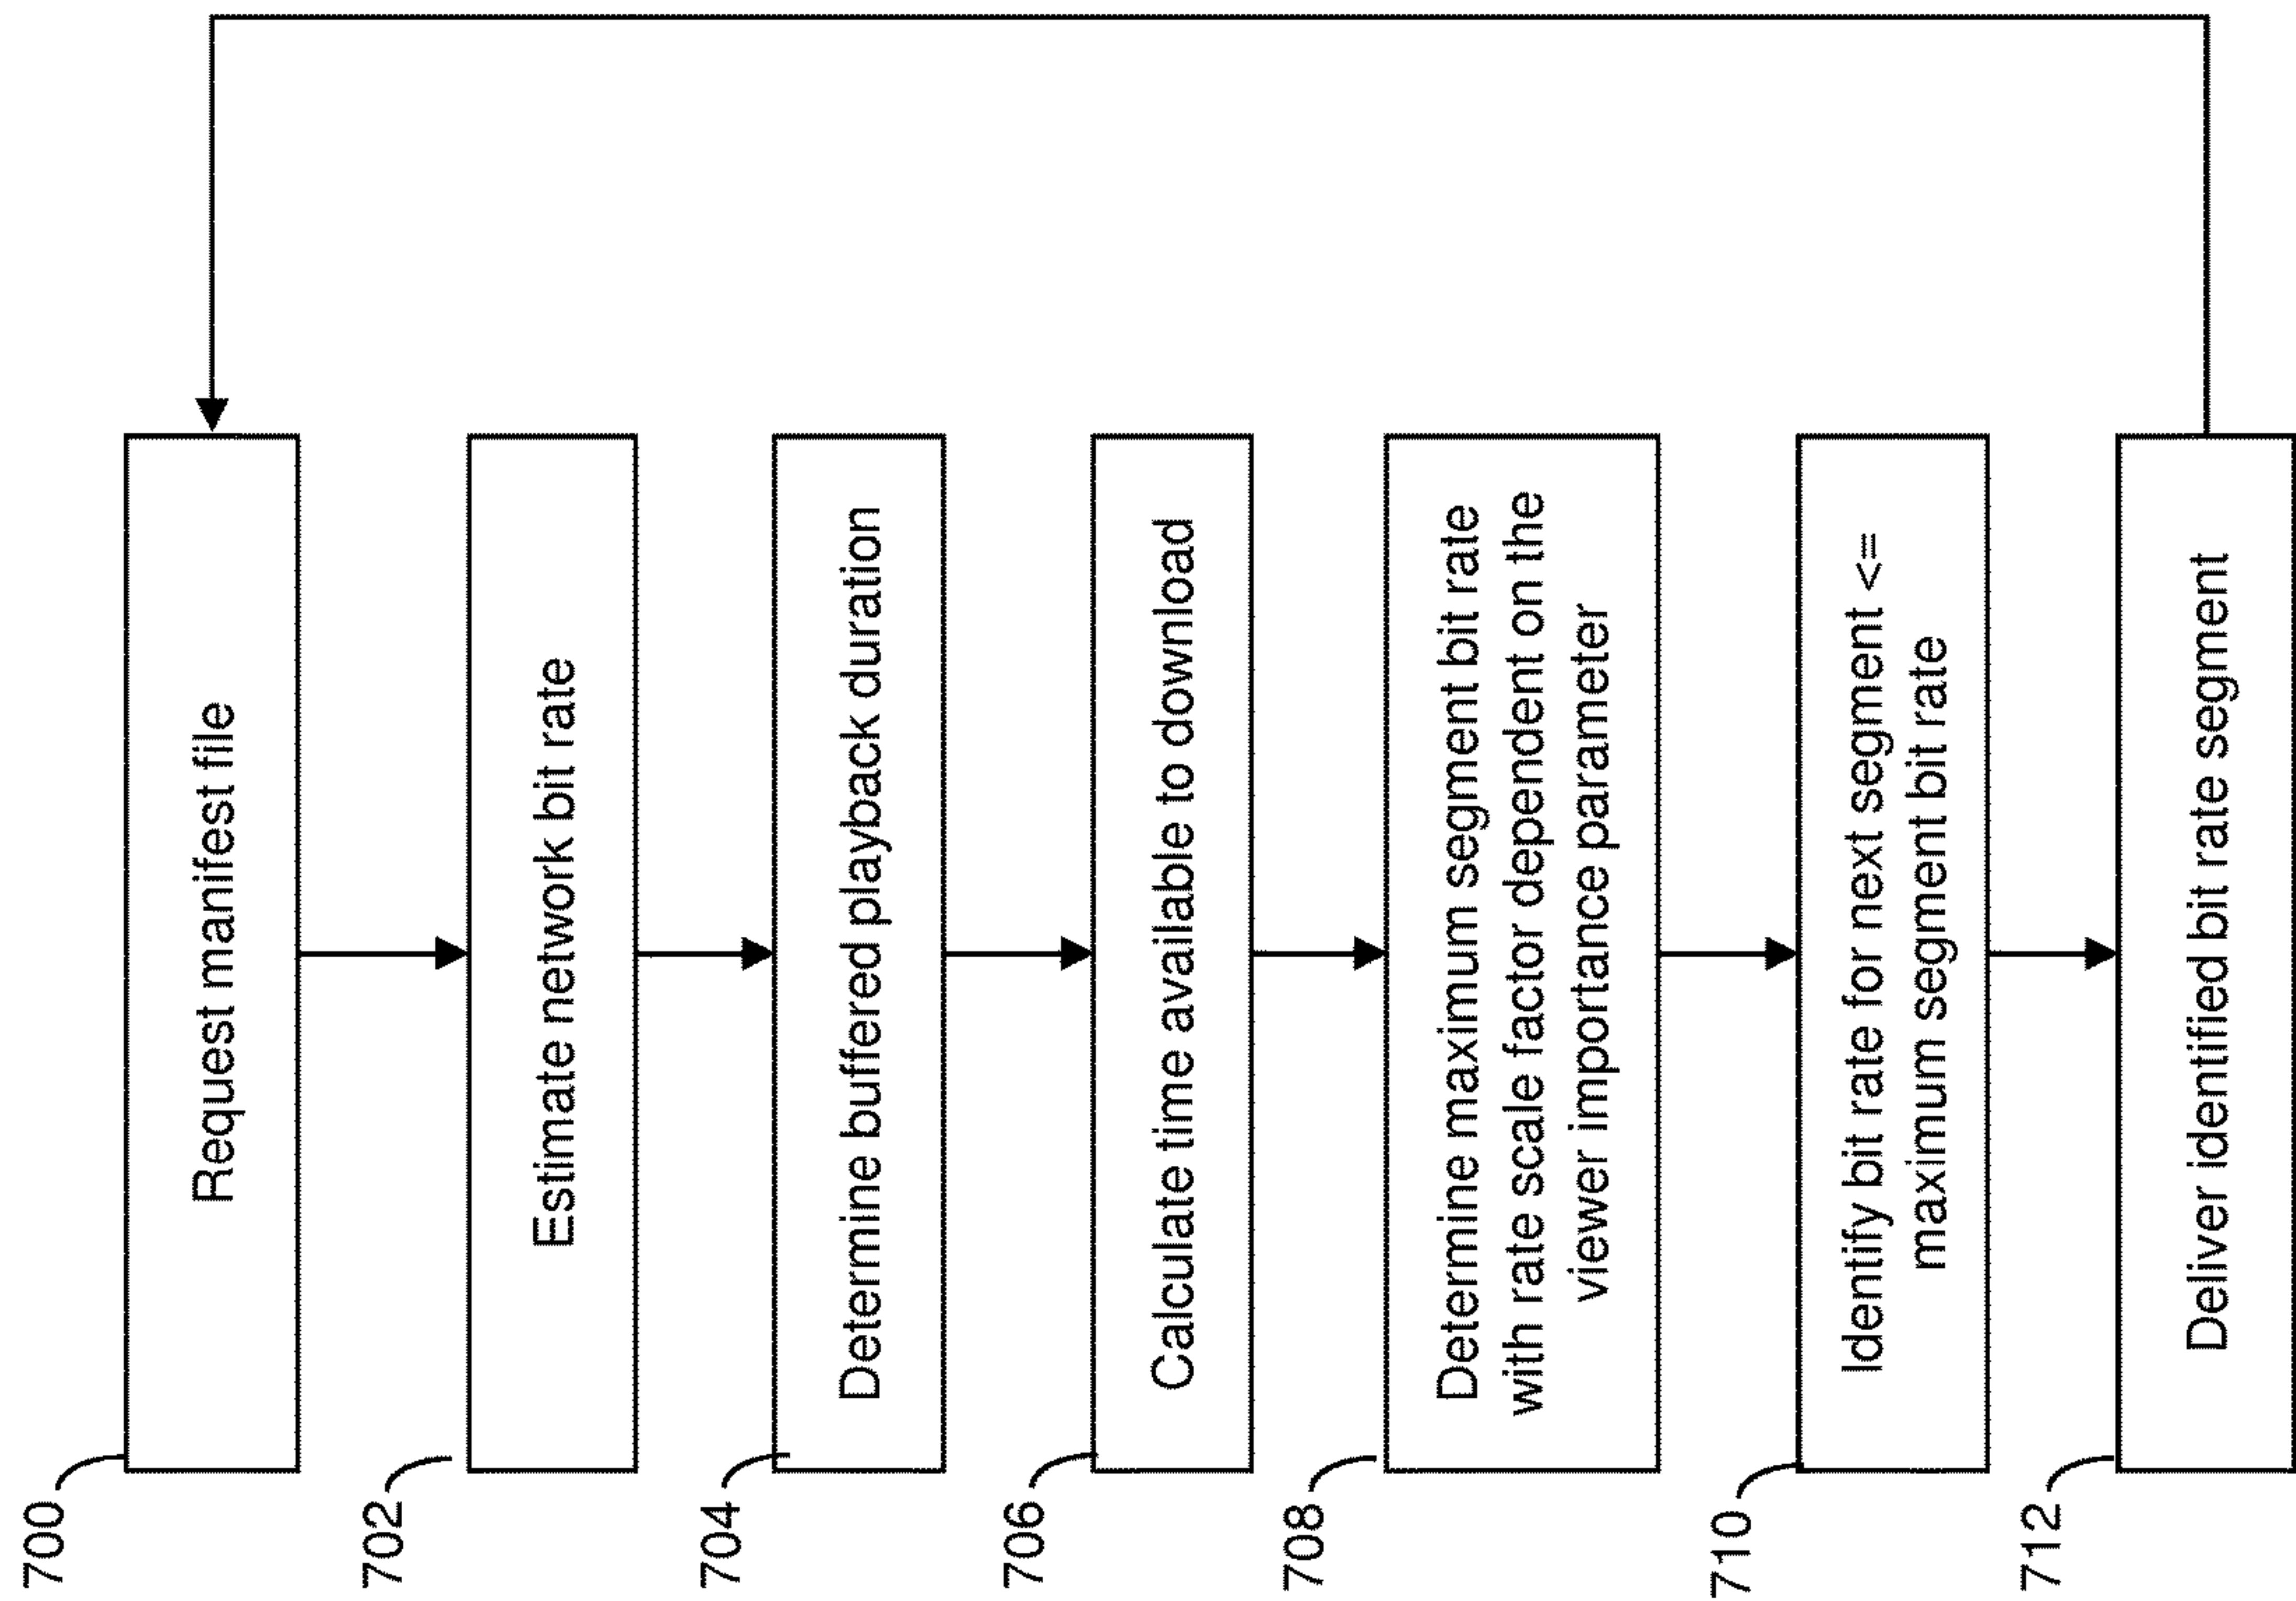 700
Request manifest file
702
Estimate network bit rate
704
Determine buffered playback duration
706
Calculate time available to download
708
Determine maximum segment bit rate
with rate scale factor dependent on the
viewer importance parameter
710
Identify bit rate for next segment <=
maximum segment bit rate
712
Deliver identified bit rate segment